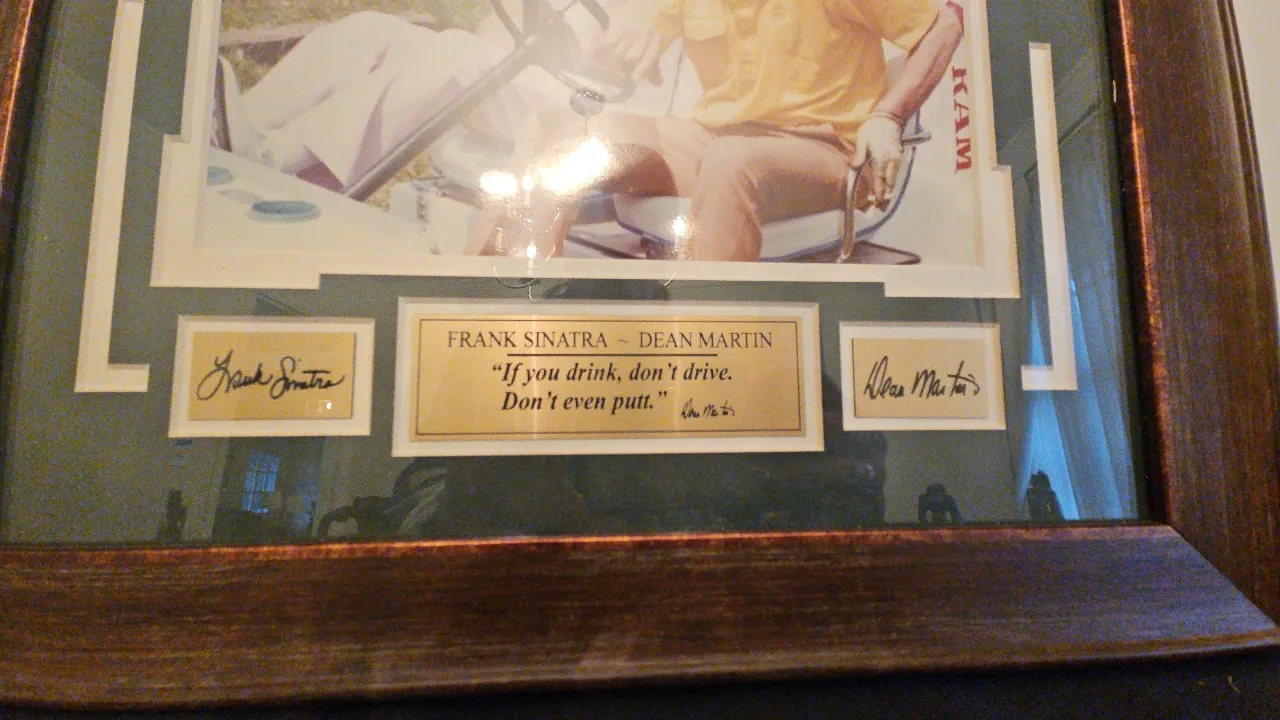 KAM
FRANK SINATRA ~ DEAN MARTIN
“If you drink, don’t drive.
Don’t even putt.” Dean Martin
Frank Sinatra
Dean Martin